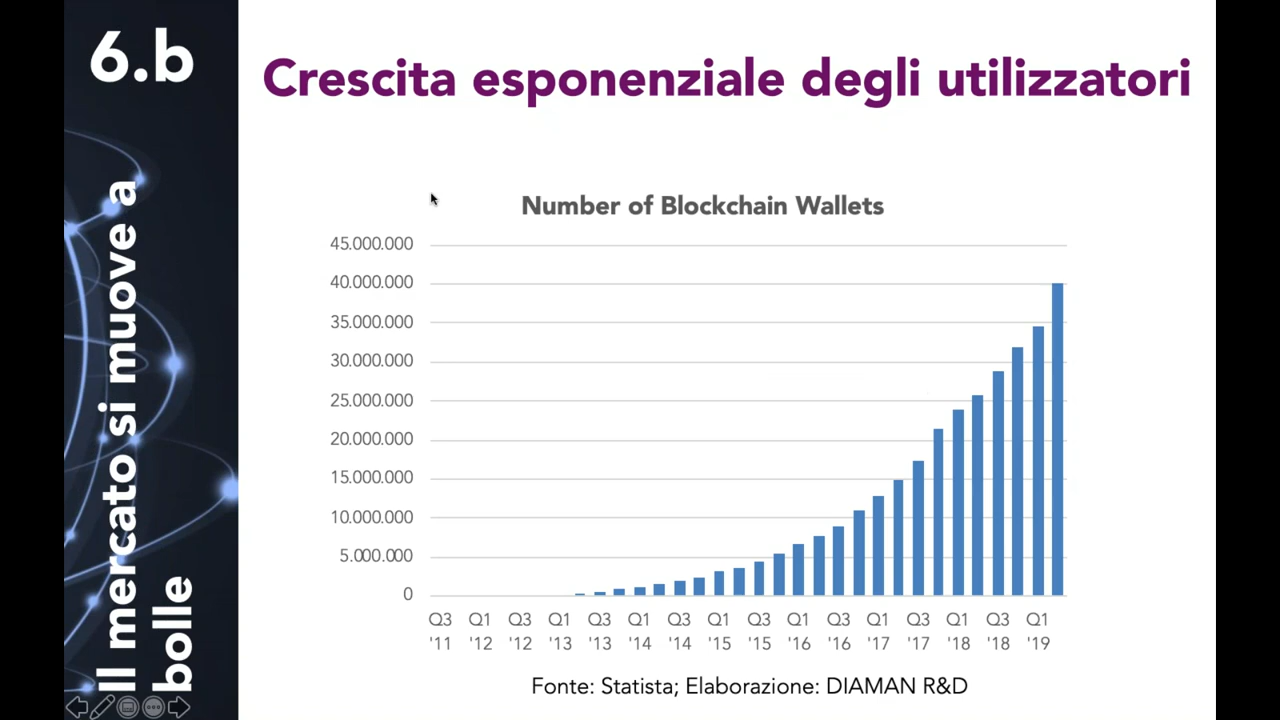 6.b
Il mercato si muove a
bolle
Crescita esponenziale degli utilizzatori
Number of Blockchain Wallets
45.000.000
40.000.000
35.000.000
30.000.000
25.000.000
20.000.000
15.000.000
10.000.000
5.000.000
0
Q3 Q1 Q3 Q1 Q3 Q1 Q3 Q1 Q3 Q1 Q3 Q1 Q3 Q1 Q3 Q1
'11 '12 '12 '13 '13 '14 '14 '15 '15 '16 '16 '17 '17 '18 '18 '19
Fonte: Statista; Elaborazione: DIAMAN R&D